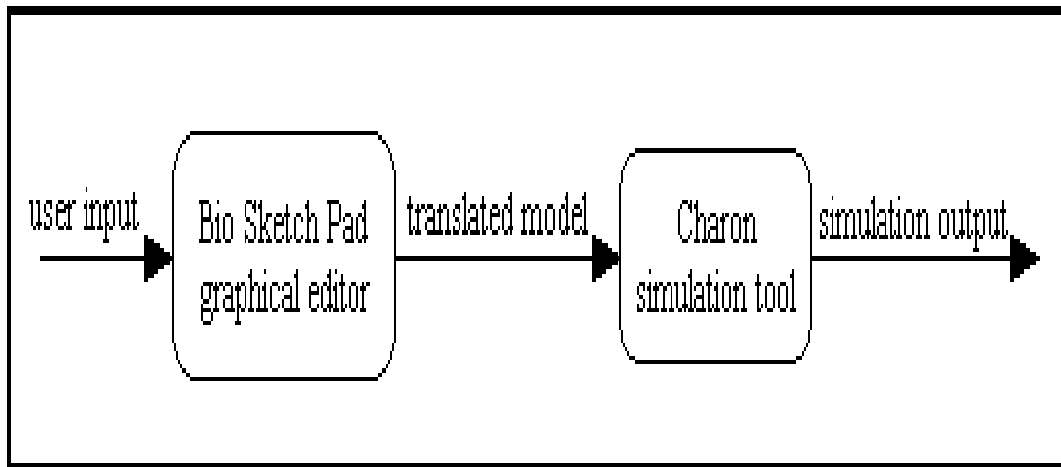 user input
Bio Sketch Pad
graphical editor
translated model
Charon
simulation tool
simulation output